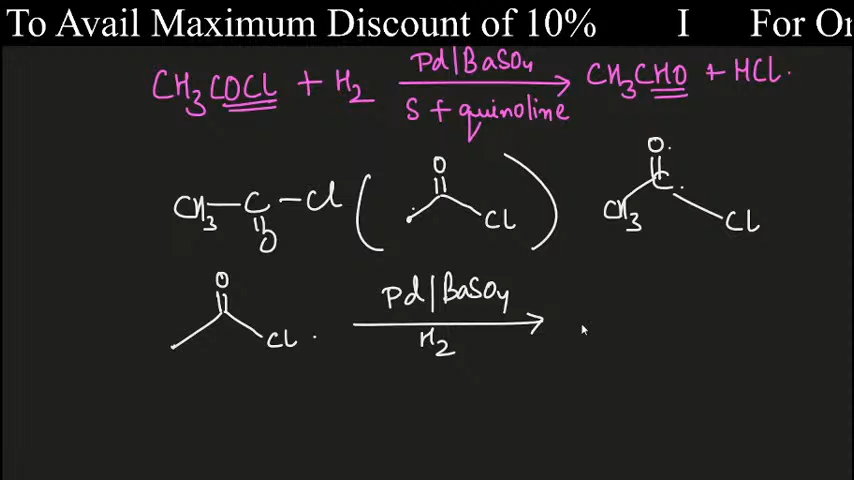 To Avail Maximum Discount of 10% I For Or
CH3COCl + H2 Pd/BaSO4 CH3CHO + HCl.
S + quinoline
O O
CH3 — C — Cl ( Cl ) CH3 C Cl
O
O Pd/BaSO4
Cl . H2